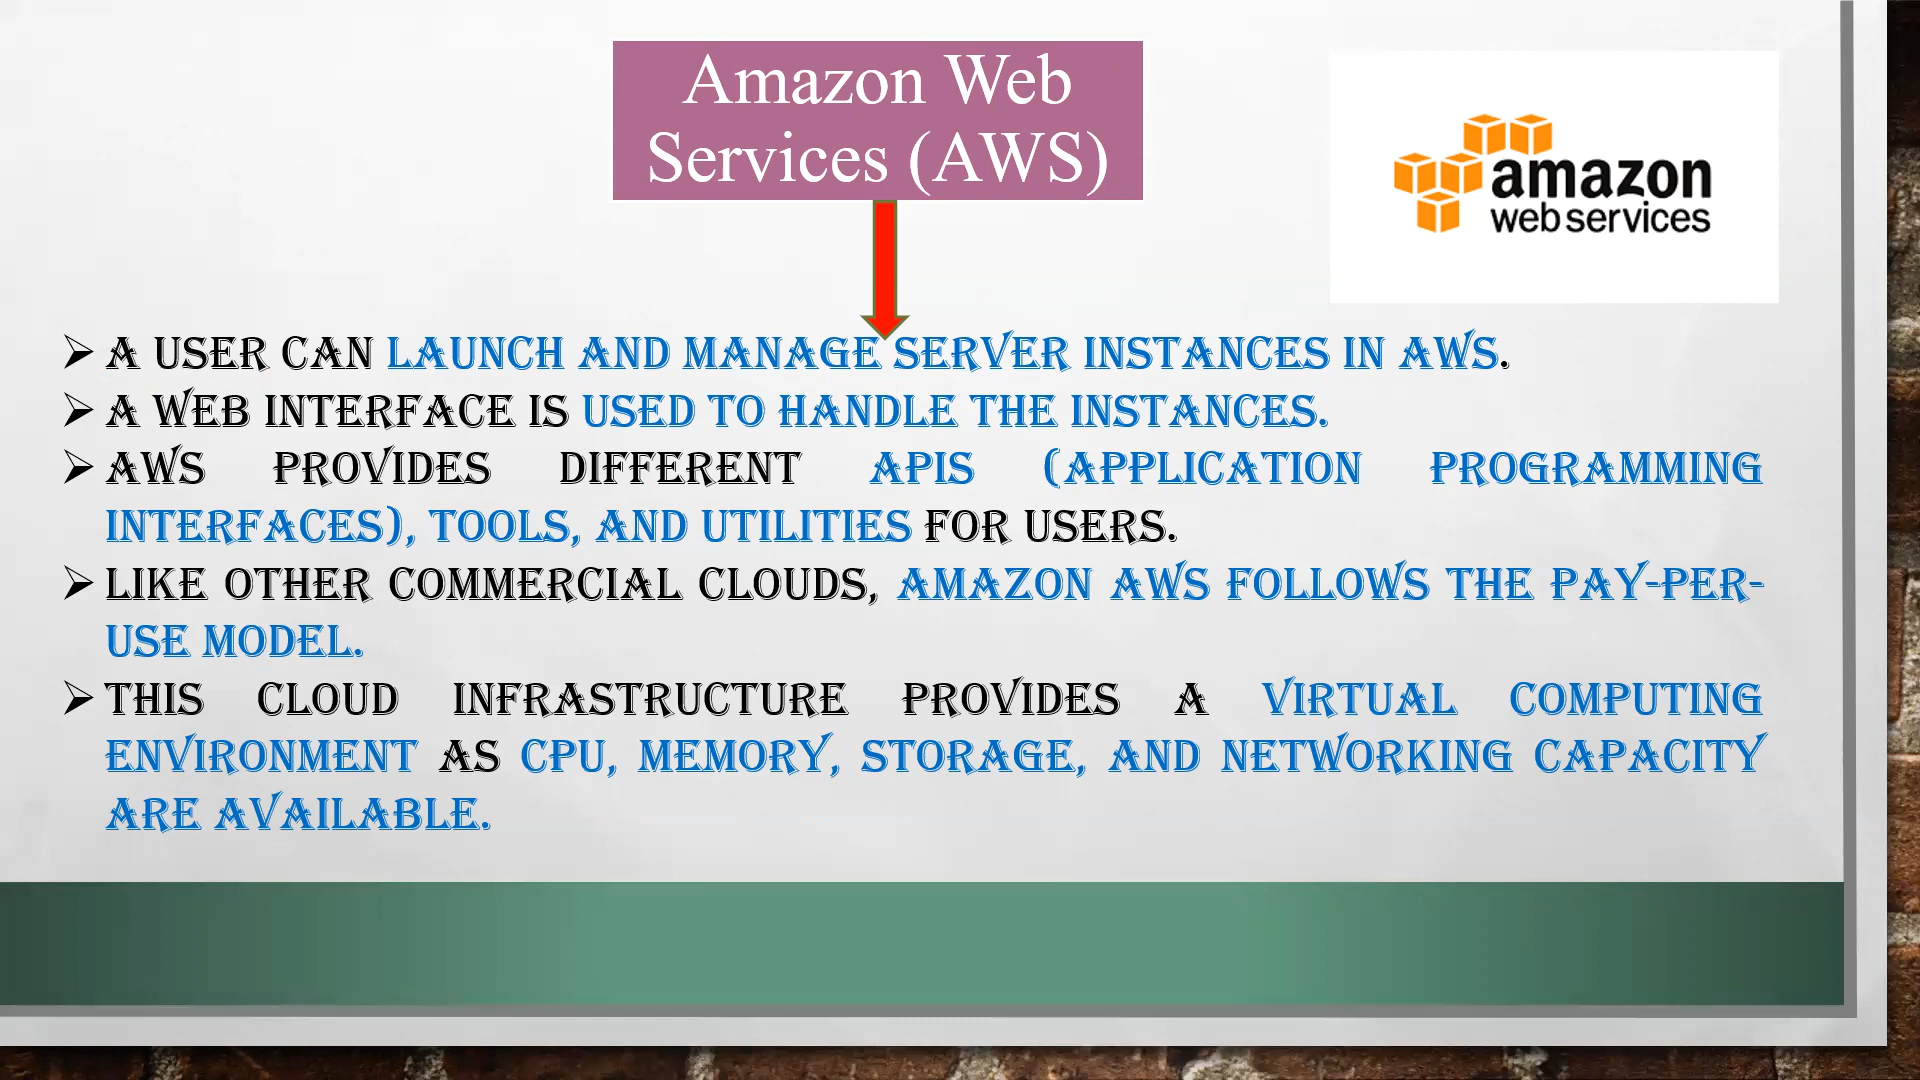 Amazon Web
Services (AWS)
amazon
web services
➢ A USER CAN LAUNCH AND MANAGE SERVER INSTANCES IN AWS.
➢ A WEB INTERFACE IS USED TO HANDLE THE INSTANCES.
➢ AWS PROVIDES DIFFERENT APIS (APPLICATION PROGRAMMING
INTERFACES), TOOLS, AND UTILITIES FOR USERS.
➢ LIKE OTHER COMMERCIAL CLOUDS, AMAZON AWS FOLLOWS THE PAY-PER-
USE MODEL.
➢ THIS CLOUD INFRASTRUCTURE PROVIDES A VIRTUAL COMPUTING
ENVIRONMENT AS CPU, MEMORY, STORAGE, AND NETWORKING CAPACITY
ARE AVAILABLE.